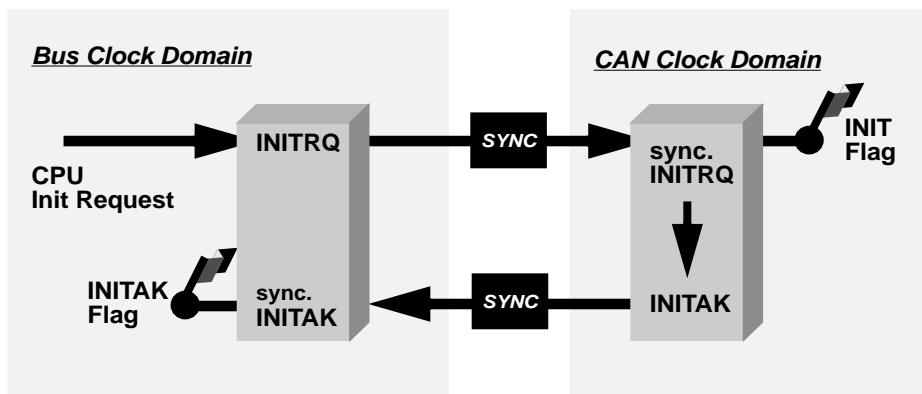 Bus Clock Domain
CAN Clock Domain
INITRQ
SYNC
sync.
INITRQ
INIT
Flag
CPU
Init Request
INITAK
Flag
sync.
INITAK
SYNC
INITAK